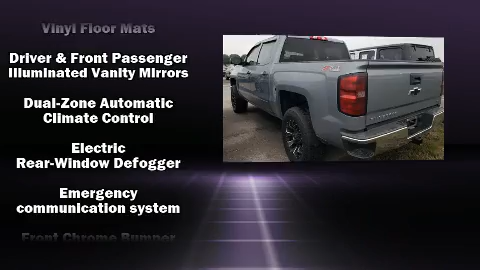 Vinyl Floor Mats
Driver & Front Passenger
Illuminated Vanity Mirrors
Dual-Zone Automatic
Climate Control
Electric
Rear-Window Defogger
Emergency
communication system
Front Chrome Bumper